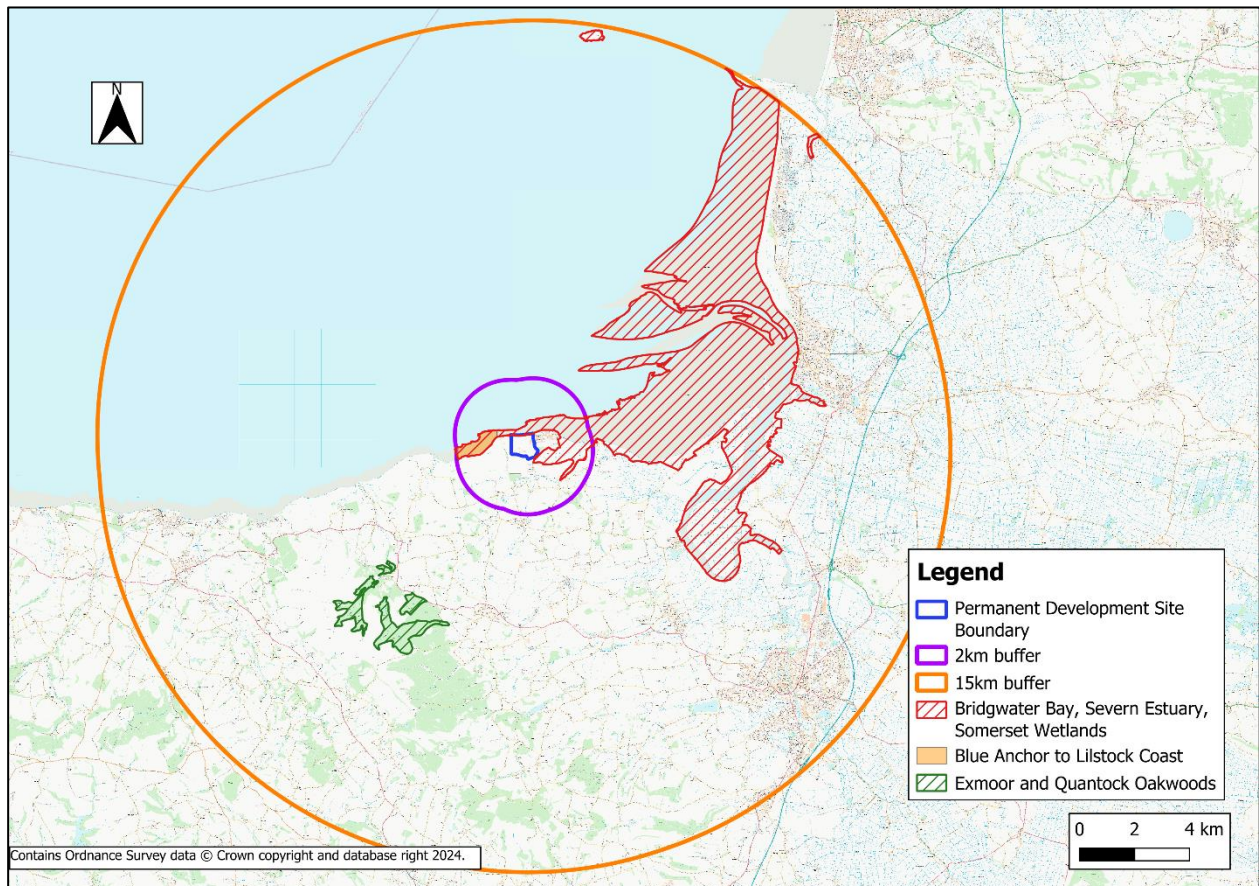 N
Legend
Permanent Development Site
Boundary
2km buffer
15km buffer
Bridgwater Bay, Severn Estuary,
Somerset Wetlands
Blue Anchor to Lilstock Coast
Exmoor and Quantock Oakwoods
0 2 4 km
Contains Ordnance Survey data © Crown copyright and database right 2024.